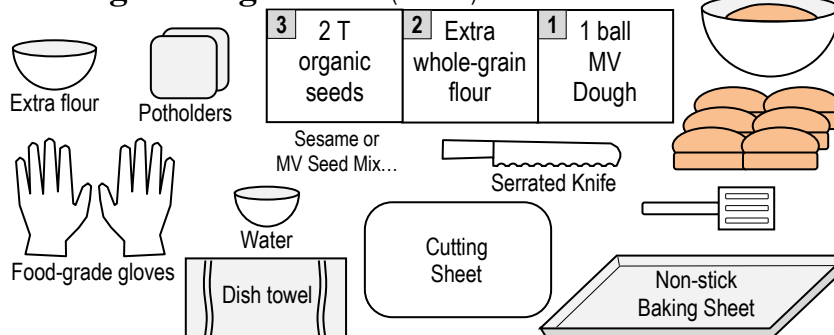 3
2 T
organic
seeds
2
Extra
whole-grain
flour
1
1 ball
MV
Dough
Extra flour
Potholders
Sesame or
MV Seed Mix…
Serrated Knife
Water
Food-grade gloves
Cutting
Sheet
Dish towel
Non-stick
Baking Sheet